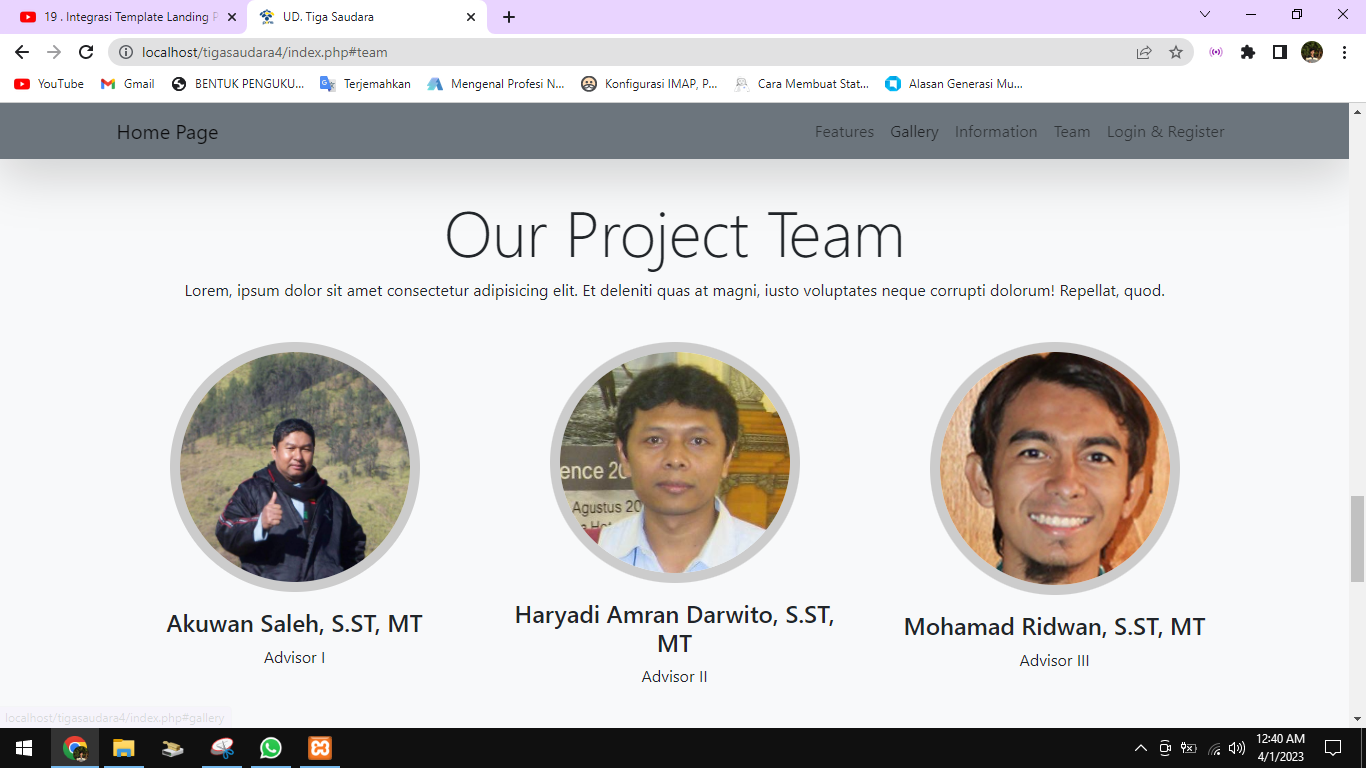 19 . Integrasi Template Landing P
UD. Tiga Saudara
localhost/tigasaudara4/index.php#team
YouTube
Gmail
BENTUK PENGUKU...
Terjemahkan
Mengenal Profesi N...
Konfigurasi IMAP, P...
Cara Membuat Stat...
Alasan Generasi Mu...
Home Page
Features
Gallery
Information
Team
Login & Register
Our Project Team
Lorem, ipsum dolor sit amet consectetur adipisicing elit. Et deleniti quas at magni, iusto voluptates neque corrupti dolorum! Repellat, quod.
ence 20
Agustus 20
Akuwan Saleh, S.ST, MT
Advisor I
Haryadi Amran Darwito, S.ST,
MT
Advisor II
Mohamad Ridwan, S.ST, MT
Advisor III
localhost/tigasaudara4/index.php#gallery
12:40 AM
4/1/2023